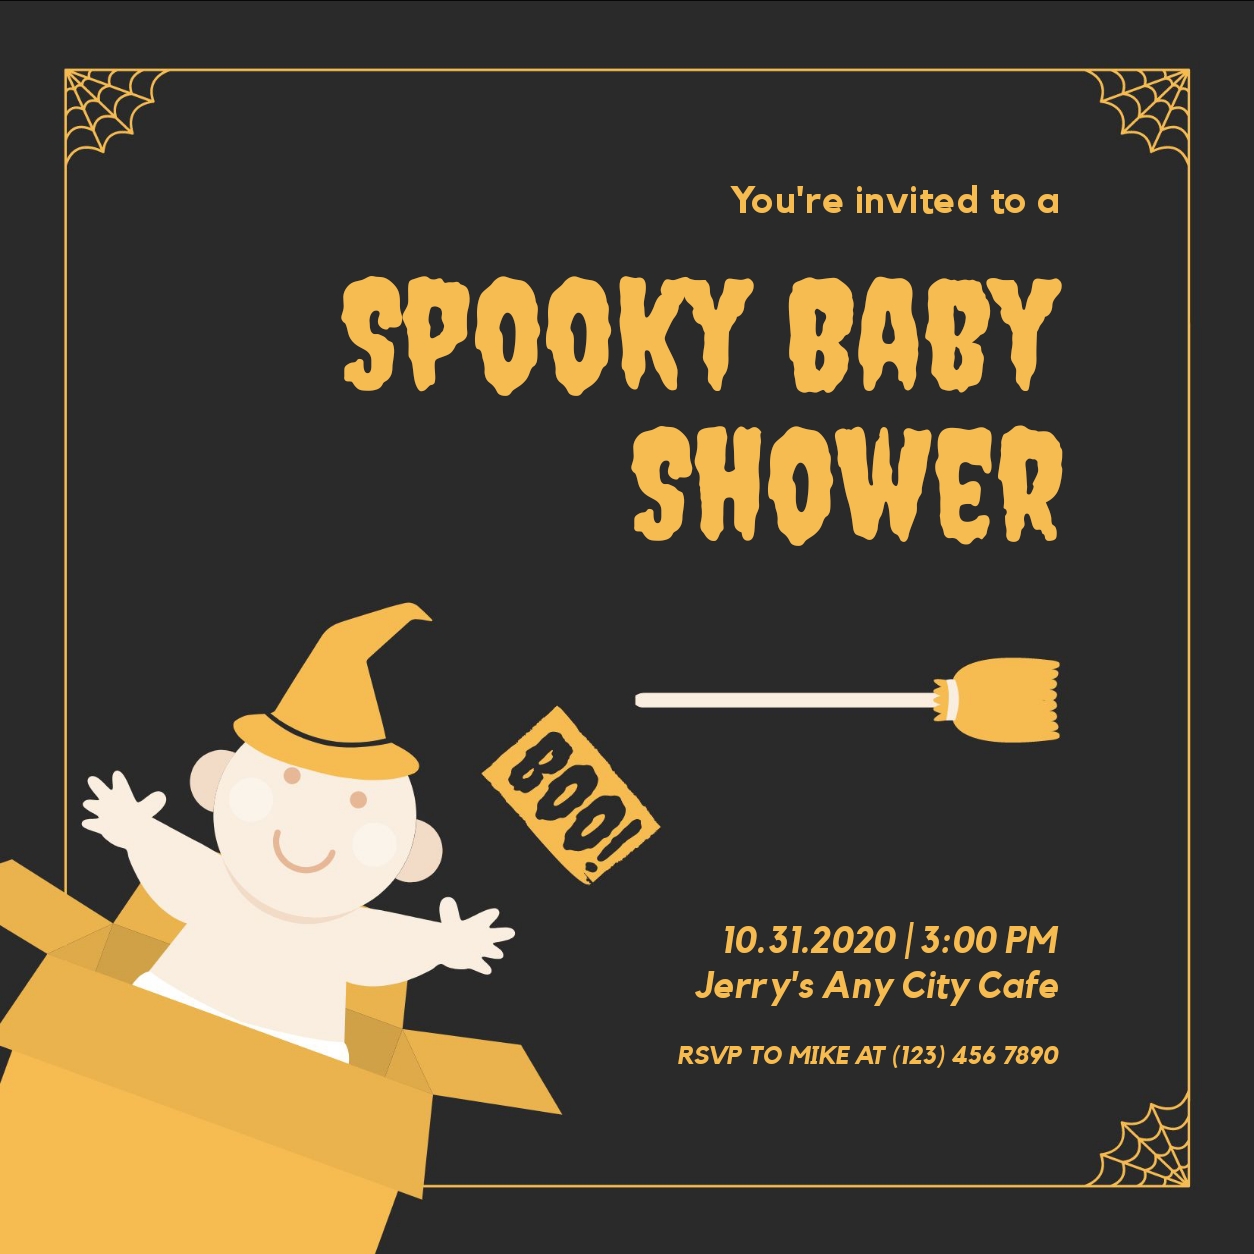 You're invited to a
SPOOKY BABY
SHOWER
BOO!
10.31.2020 | 3:00 PM
Jerry's Any City Cafe
RSVP TO MIKE AT (123) 456 7890